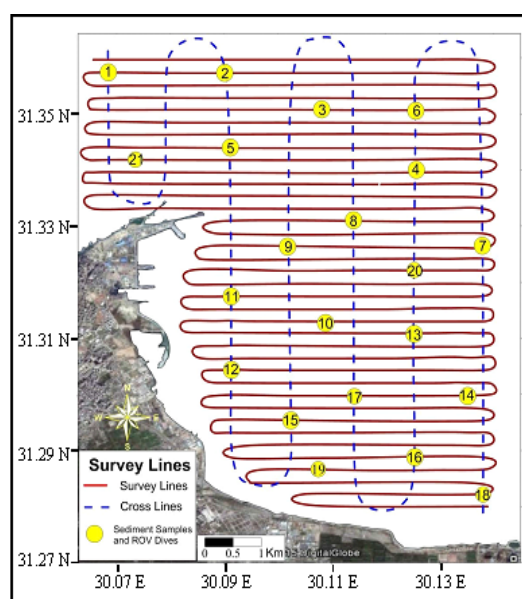 1
2
3
6
31.35 N
5
21
4
31.33 N
8
9
7
20
11
10
13
31.31 N
12
17
14
15
16
31.29 N
19
18
N
W
S
Survey Lines
Survey Lines
Cross Lines
Sediment Samples
and ROV Dives
0 0.5 1 Km
DigitalGlobe
31.27 N
30.07 E
30.09 E
30.11 E
30.13 E